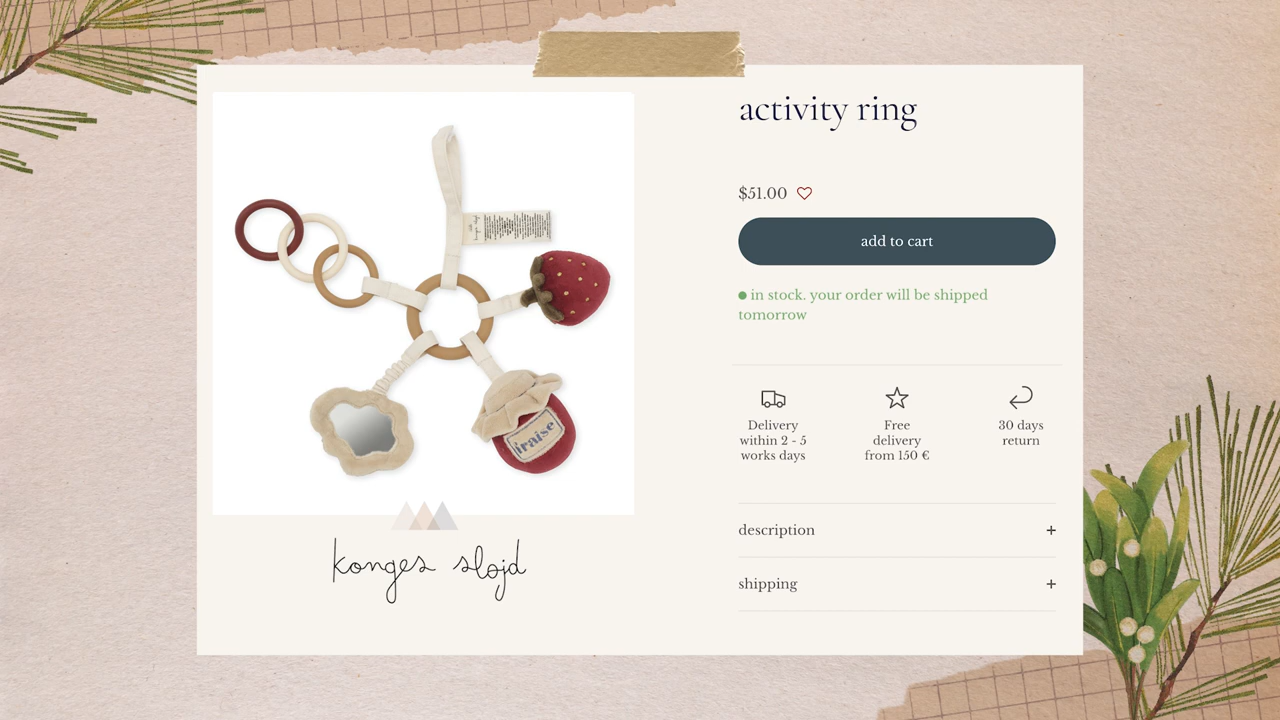 activity ring
$51.00
add to cart
in stock. your order will be shipped
tomorrow
Delivery
within 2 - 5
works days
Free
delivery
from 150 €
30 days
return
description
+
shipping
+
iraise
konges sløjd